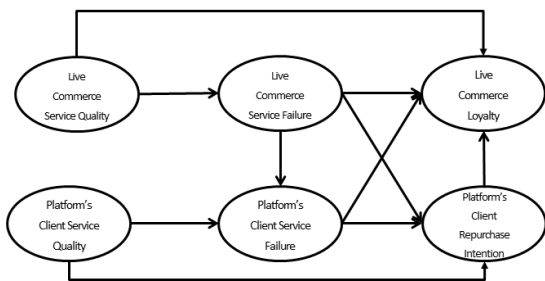 Live
Commerce
Service Quality
Live
Commerce
Service Failure
Live
Commerce
Loyalty
Platform's
Client Service
Quality
Platform's
Client Service
Failure
Platform's
Client
Repurchase
Intention